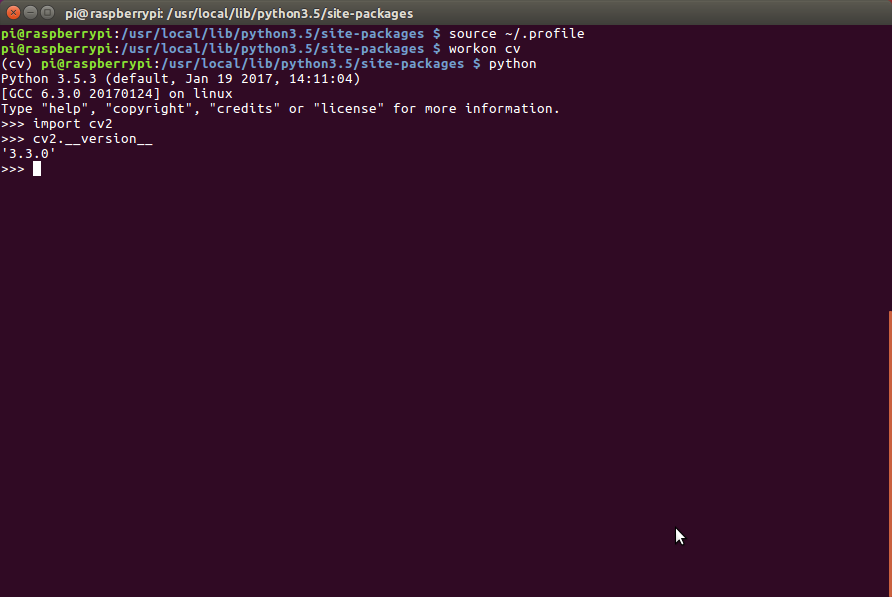 pi@raspberrypi: /usr/local/lib/python3.5/site-packages
pi@raspberrypi:/usr/local/lib/python3.5/site-packages $ source ~/.profile
pi@raspberrypi:/usr/local/lib/python3.5/site-packages $ workon cv
(cv) pi@raspberrypi:/usr/local/lib/python3.5/site-packages $ python
Python 3.5.3 (default, Jan 19 2017, 14:11:04)
[GCC 6.3.0 20170124] on linux
Type "help", "copyright", "credits" or "license" for more information.
>>> import cv2
>>> cv2.__version__
'3.3.0'
>>>